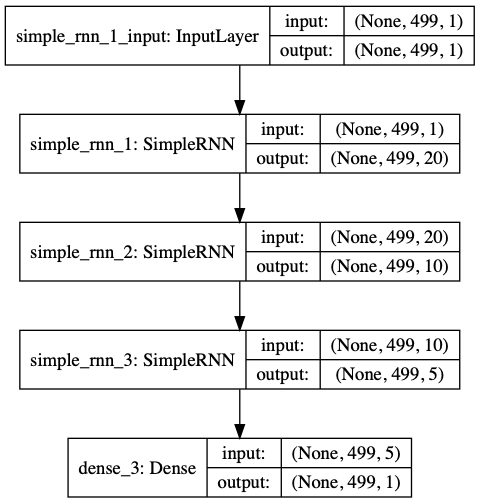 simple_rnn_1_input: InputLayer
input: (None, 499, 1)
output: (None, 499, 1)
simple_rnn_1: SimpleRNN
input: (None, 499, 1)
output: (None, 499, 20)
simple_rnn_2: SimpleRNN
input: (None, 499, 20)
output: (None, 499, 10)
simple_rnn_3: SimpleRNN
input: (None, 499, 10)
output: (None, 499, 5)
dense_3: Dense
input: (None, 499, 5)
output: (None, 499, 1)